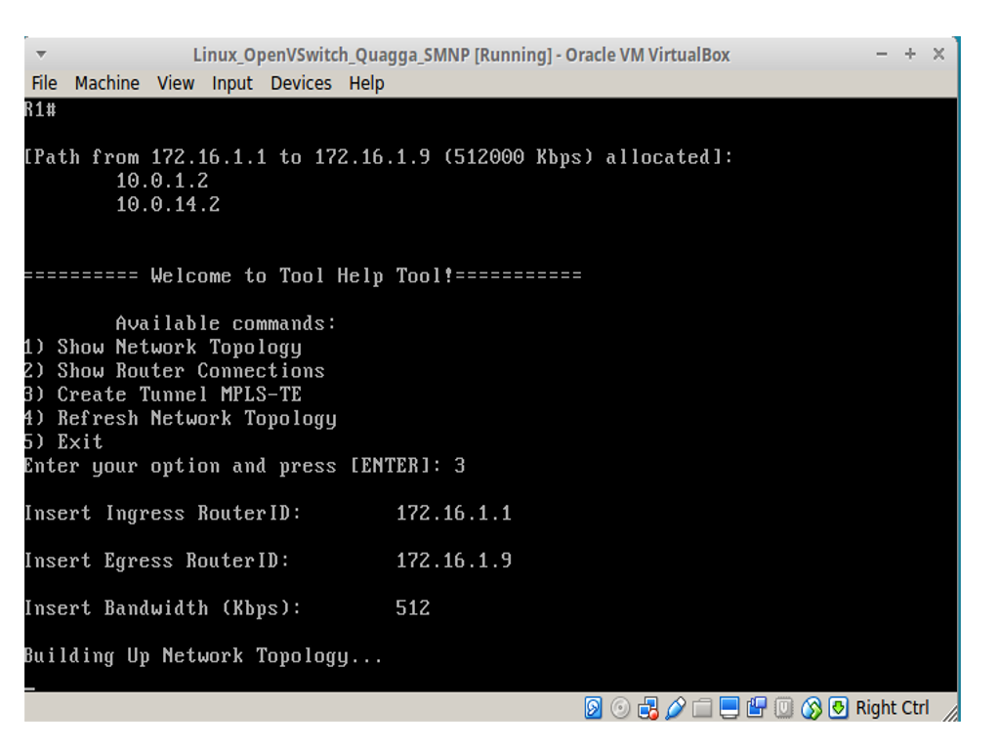 Linux_OpenVSwitch_Quagga_SMNP [Running] - Oracle VM VirtualBox
File Machine View Input Devices Help
R1#
[Path from 172.16.1.1 to 172.16.1.9 (512000 Kbps) allocated]:
10.0.1.2
10.0.14.2
========== Welcome to Tool Help Tool!===========
Available commands:
1) Show Network Topology
2) Show Router Connections
3) Create Tunnel MPLS-TE
4) Refresh Network Topology
5) Exit
Enter your option and press [ENTER]: 3
Insert Ingress RouterID: 172.16.1.1
Insert Egress RouterID: 172.16.1.9
Insert Bandwidth (Kbps): 512
Building Up Network Topology...
Right Ctrl